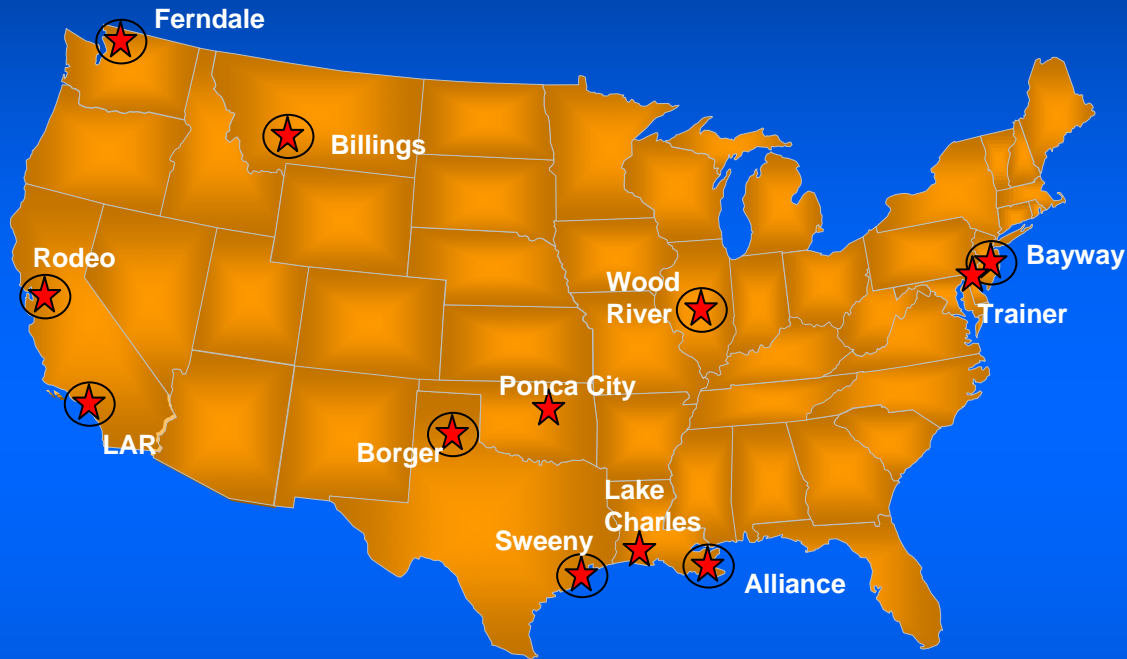 Ferndale
Billings
Rodeo
Wood
River
Bayway
Trainer
Ponca City
LAR
Borger
Lake
Charles
Sweeny
Alliance